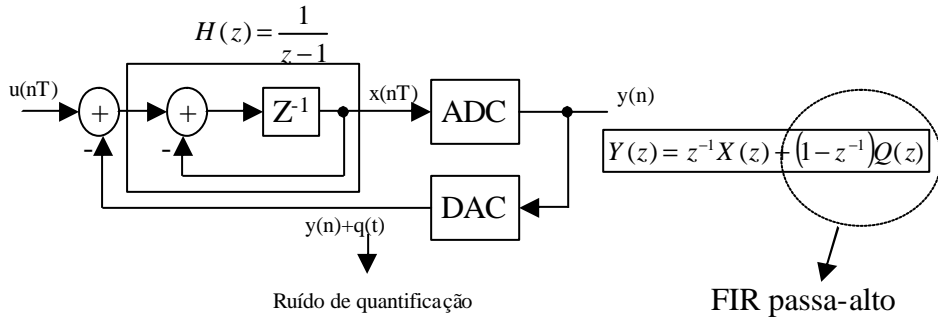 H(z) = 1/(z−1)
u(nT)
+
-
+
-
Z⁻¹
x(nT)
ADC
y(n)
Y(z) = z⁻¹X(z) + (1−z⁻¹)Q(z)
DAC
y(n)+q(t)
Ruído de quantificação
FIR passa-alto